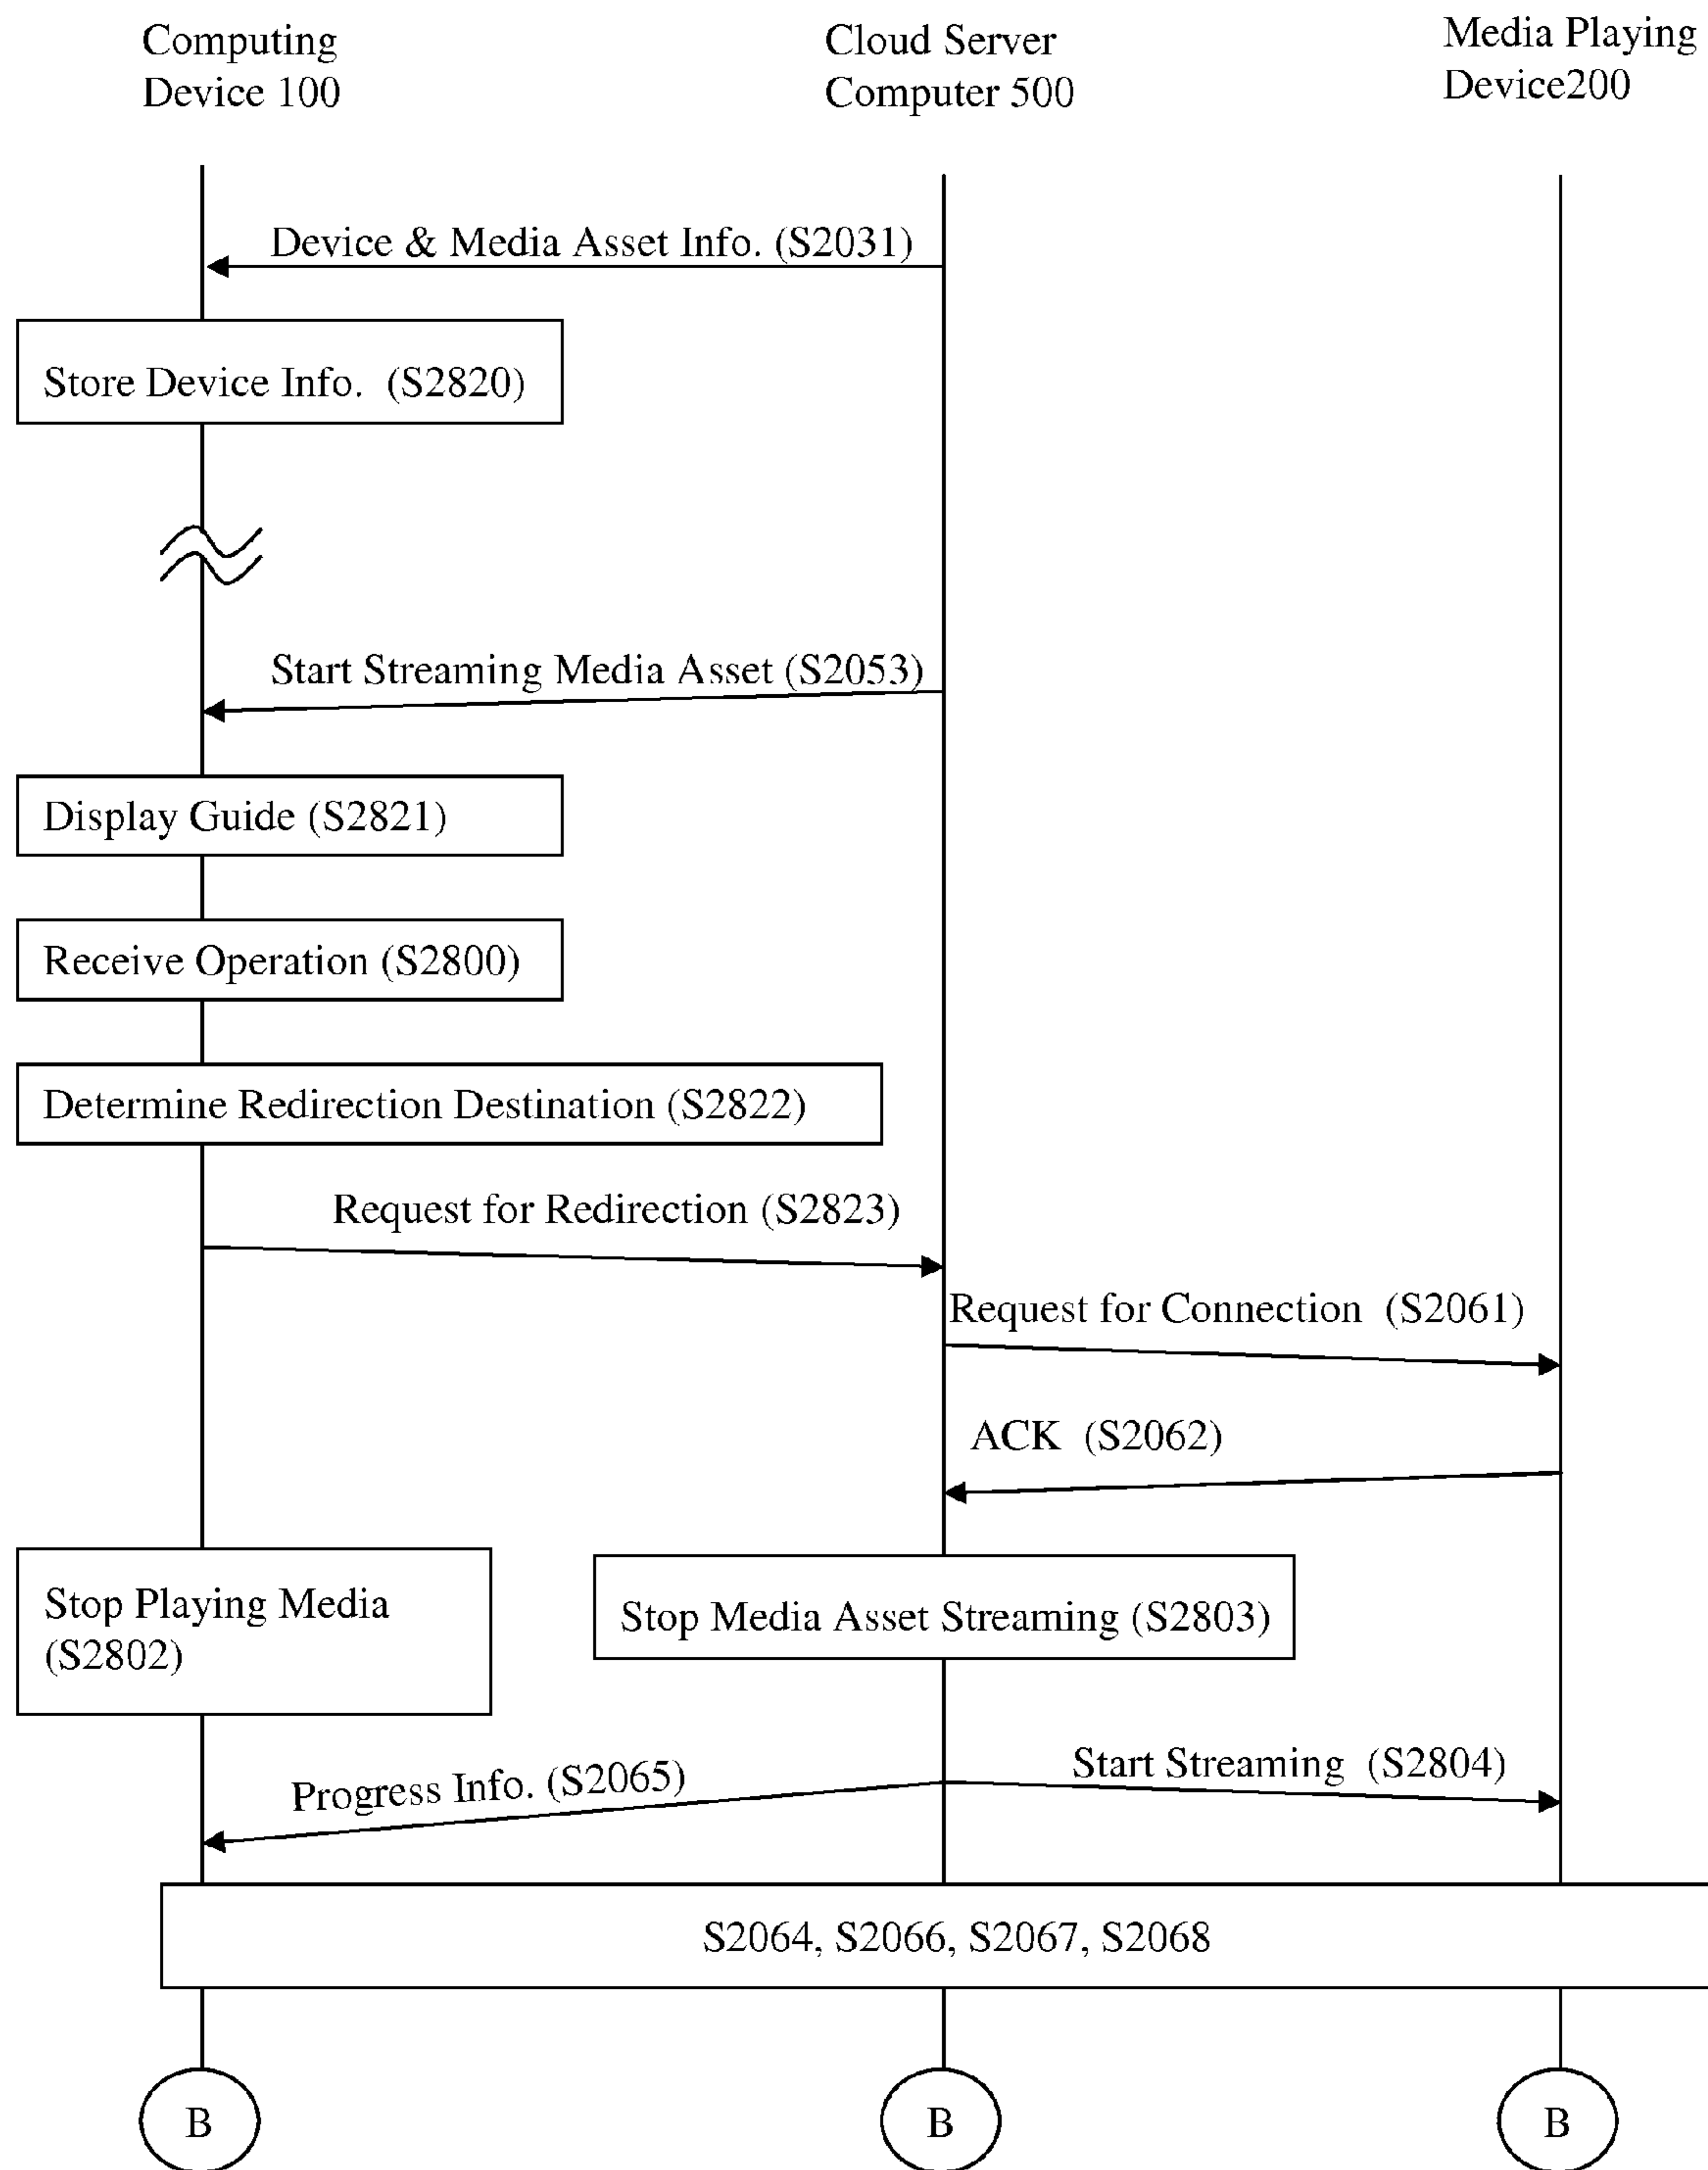 Computing
Device 100
Cloud Server
Computer 500
Media Playing
Device200
Device & Media Asset Info. (S2031)
Store Device Info. (S2820)
Start Streaming Media Asset (S2053)
Display Guide (S2821)
Receive Operation (S2800)
Determine Redirection Destination (S2822)
Request for Redirection (S2823)
Request for Connection (S2061)
ACK (S2062)
Stop Playing Media
(S2802)
Stop Media Asset Streaming (S2803)
Progress Info. (S2065)
Start Streaming (S2804)
S2064, S2066, S2067, S2068
B
B
B